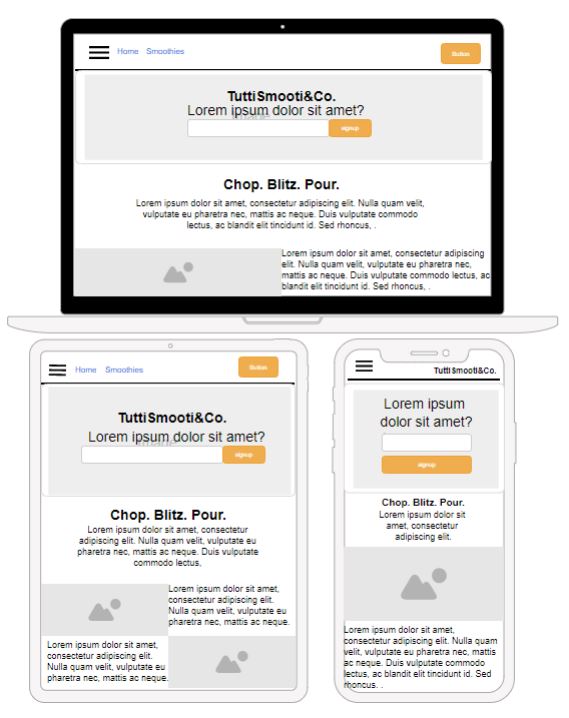 Home Smoothies Button
TuttiSmooti&Co.
Lorem ipsum dolor sit amet?
signup
Chop. Blitz. Pour.
Lorem ipsum dolor sit amet, consectetur adipiscing elit. Nulla quam velit,
vulputate eu pharetra nec, mattis ac neque. Duis vulputate commodo
lectus, ac blandit elit tincidunt id. Sed rhoncus, .
Lorem ipsum dolor sit amet, consectetur adipiscing
elit. Nulla quam velit, vulputate eu pharetra nec,
mattis ac neque. Duis vulputate commodo lectus, ac
blandit elit tincidunt id. Sed rhoncus, .
Home Smoothies Button
TuttiSmooti&Co.
Lorem ipsum dolor sit amet?
signup
Chop. Blitz. Pour.
Lorem ipsum dolor sit amet, consectetur
adipiscing elit. Nulla quam velit, vulputate eu
pharetra nec, mattis ac neque. Duis vulputate
commodo lectus,
Lorem ipsum dolor sit amet,
consectetur adipiscing elit.
Nulla quam velit, vulputate eu
pharetra nec, mattis ac neque.
Lorem ipsum dolor sit amet,
consectetur adipiscing elit.
Nulla quam velit, vulputate eu
pharetra nec, mattis ac neque.
Tutti Smooti&Co.
Lorem ipsum
dolor sit amet?
signup
Chop. Blitz. Pour.
Lorem ipsum dolor sit
amet, consectetur
adipiscing elit.
Lorem ipsum dolor sit amet,
consectetur adipiscing elit. Nulla quam
velit, vulputate eu pharetra nec, mattis
ac neque. Duis vulputate commodo
lectus, ac blandit elit tincidunt id. Sed
rhoncus, .